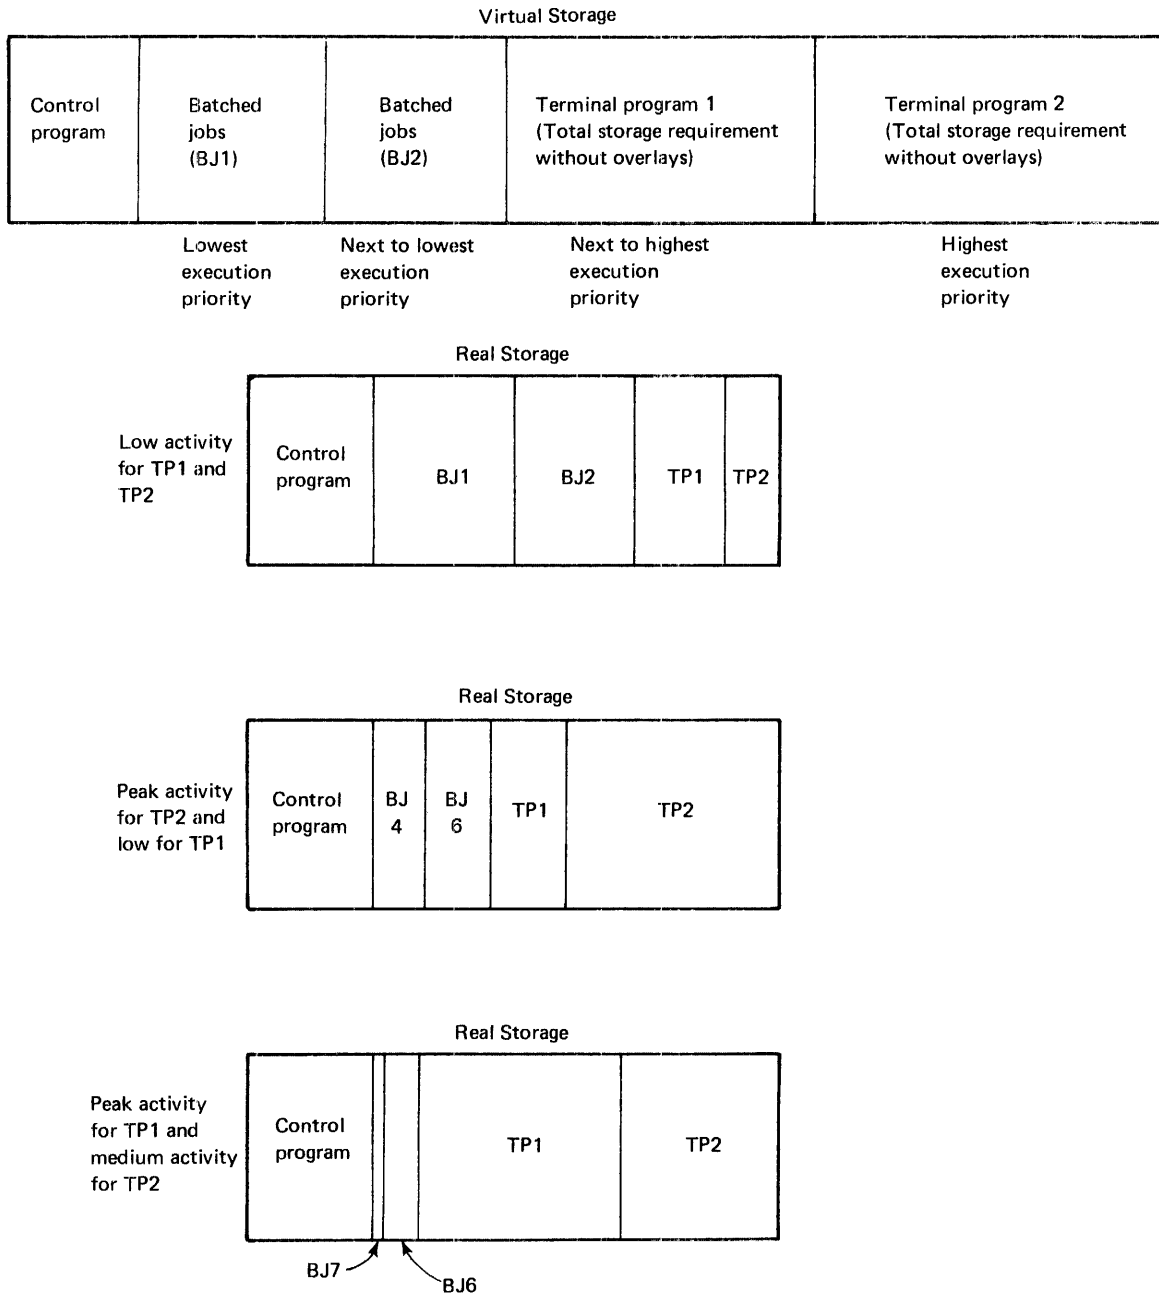 Virtual Storage
Control
program
Batched
jobs
(BJ1)
Batched
jobs
(BJ2)
Terminal program 1
(Total storage requirement
without overlays)
Terminal program 2
(Total storage requirement
without overlays)
Lowest
execution
priority
Next to lowest
execution
priority
Next to highest
execution
priority
Highest
execution
priority
Real Storage
Low activity
for TP1 and
TP2
Control
program
BJ1
BJ2
TP1
TP2
Real Storage
Peak activity
for TP2 and
low for TP1
Control
program
BJ
4
BJ
6
TP1
TP2
Real Storage
Peak activity
for TP1 and
medium activity
for TP2
Control
program
TP1
TP2
BJ7
BJ6